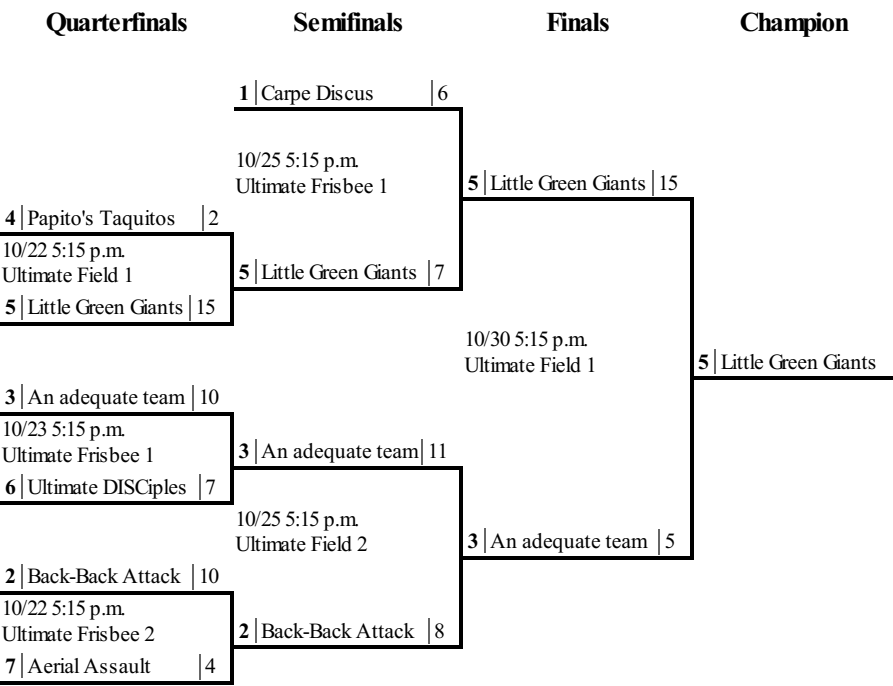 Quarterfinals Semifinals Finals Champion
1 Carpe Discus 6
10/25 5:15 p.m.
Ultimate Frisbee 1
5 Little Green Giants 15
4 Papito's Taquitos 2
10/22 5:15 p.m.
Ultimate Field 1
5 Little Green Giants 7
5 Little Green Giants 15
10/30 5:15 p.m.
Ultimate Field 1
5 Little Green Giants
3 An adequate team 10
10/23 5:15 p.m.
Ultimate Frisbee 1
3 An adequate team 11
6 Ultimate DISCiples 7
10/25 5:15 p.m.
Ultimate Field 2
3 An adequate team 5
2 Back-Back Attack 10
10/22 5:15 p.m.
Ultimate Frisbee 2
2 Back-Back Attack 8
7 Aerial Assault 4